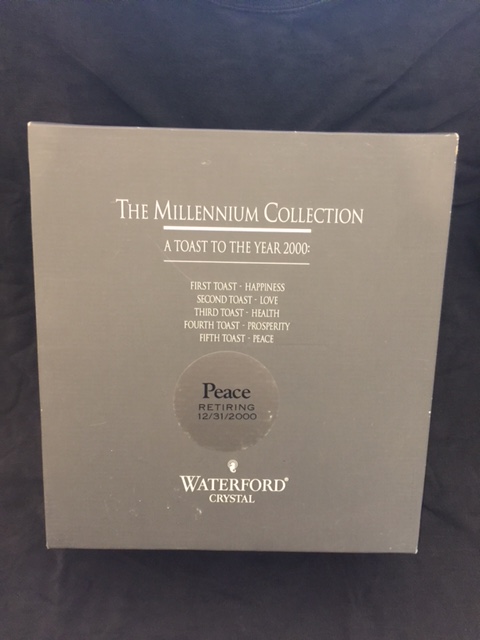 THE MILLENNIUM COLLECTION
A TOAST TO THE YEAR 2000:
FIRST TOAST - HAPPINESS
SECOND TOAST - LOVE
THIRD TOAST - HEALTH
FOURTH TOAST - PROSPERITY
FIFTH TOAST - PEACE
Peace
RETIRING
12/31/2000
WATERFORD®
CRYSTAL